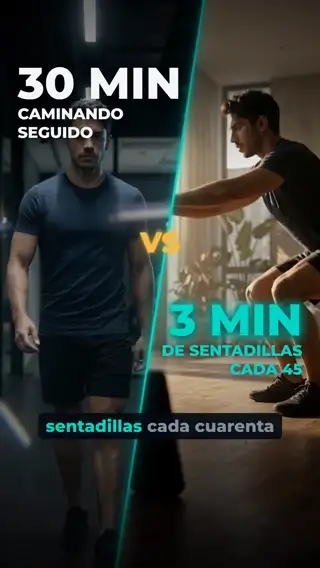 30 MIN
CAMINANDO
SEGUIDO
VS
3 MIN
DE SENTADILLAS
CADA 45
sentadillas cada cuarenta